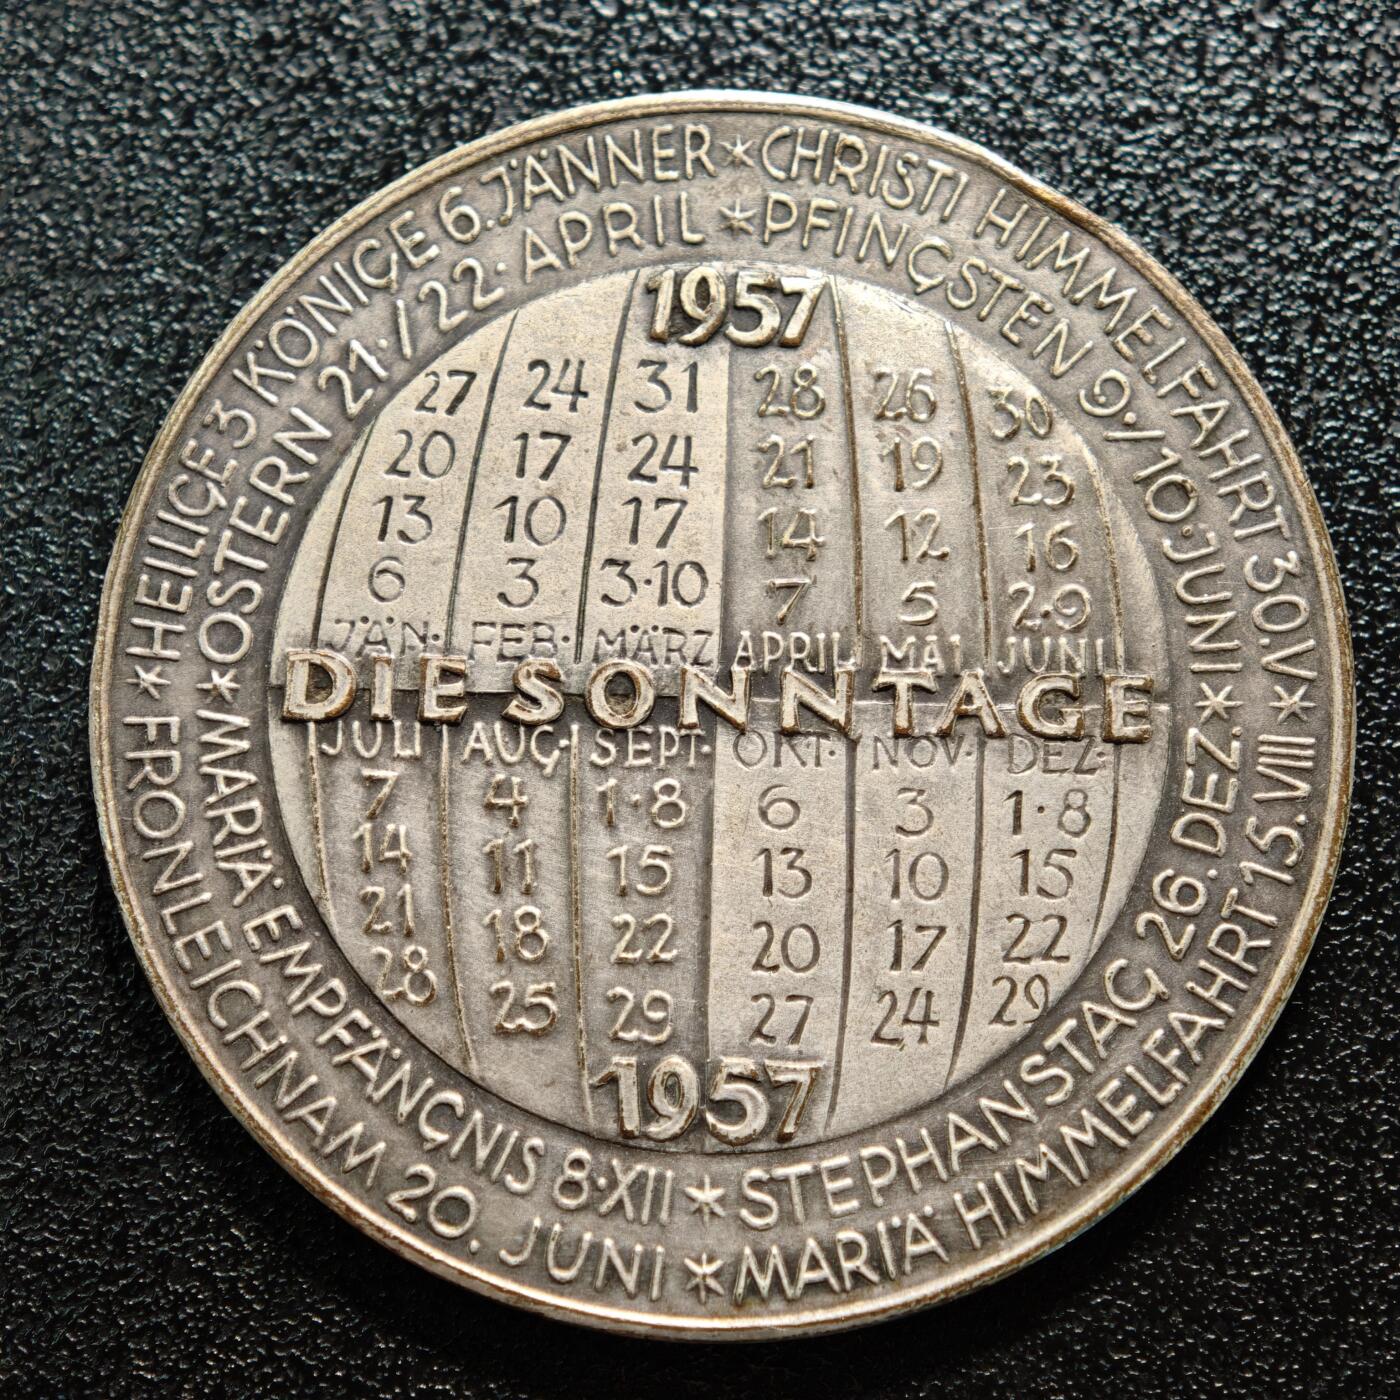 HEILIGE 3 KÖNIGE 6. JÄNNER * CHRISTI HIMMELFAHRT 30. V * MARIÄ HIMMELFAHRT 15. VIII * FRONLEICHNAM 20. JUNI *
OSTERN 21. / 22. APRIL * PFINGSTEN 9. / 10. JUNI * STEPHANSTAG 26. DEZ. * MARIÄ EMPFÄNGNIS 8. XII *
1957
27 24 31 28 26 30
20 17 24 21 19 23
13 10 17 14 12 16
6 3 3·10 7 5 2·9
JÄN· FEB· MÄRZ APRIL MAI JUNI
DIE SONNTAGE
JULI AUG· SEPT· OKT· NOV· DEZ·
7 4 1·8 6 3 1·8
14 11 15 13 10 15
21 18 22 20 17 22
28 25 29 27 24 29
1957